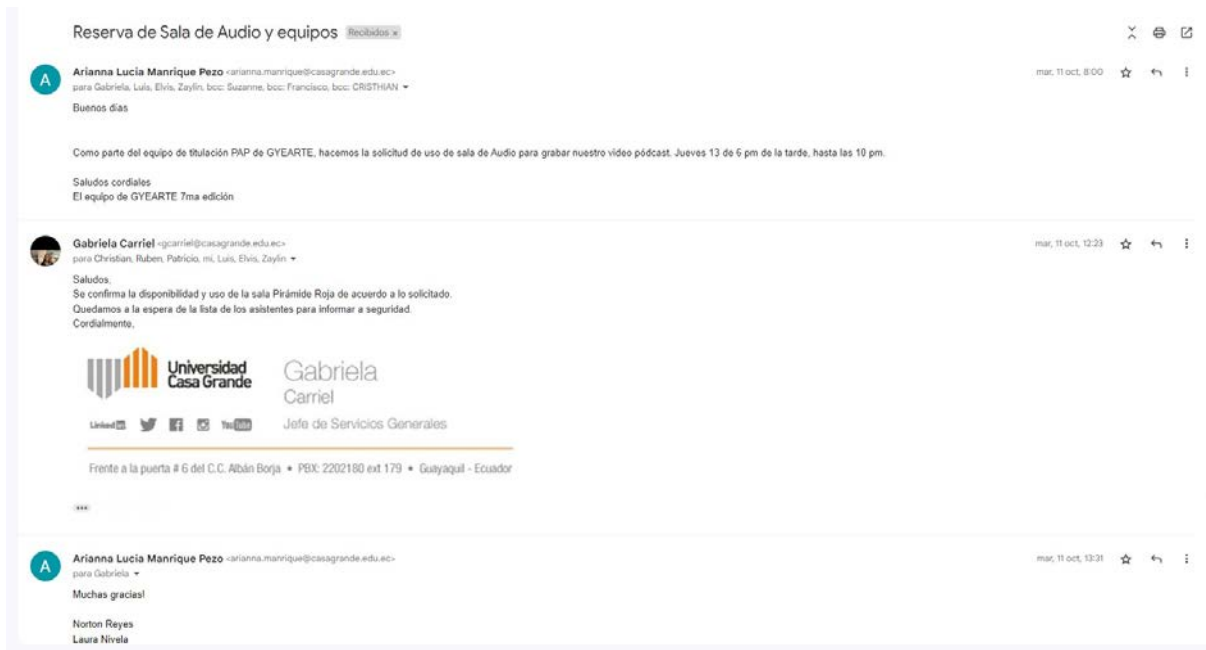 Reserva de Sala de Audio y equipos Recibidos x
A
Arianna Lucia Manrique Pezo <arianna.manrique@casagrande.edu.ec>
mar, 11 oct, 8:00
para Gabriela, Luis, Elvis, Zaylin, bcc: Suzanne, bcc: Francisco, bcc: CRISTHIAN
Buenos días
Como parte del equipo de titulación PAP de GYEARTE, hacemos la solicitud de uso de sala de Audio para grabar nuestro video pódcast. Jueves 13 de 6 pm de la tarde, hasta las 10 pm.
Saludos cordiales
El equipo de GYEARTE 7ma edición
Gabriela Carriel <gcarriel@casagrande.edu.ec>
mar, 11 oct, 12:23
para Christian, Ruben, Patricio, mí, Luis, Elvis, Zaylin
Saludos,
Se confirma la disponibilidad y uso de la sala Pirámide Roja de acuerdo a lo solicitado.
Quedamos a la espera de la lista de los asistentes para informar a seguridad.
Cordialmente,
Universidad
Casa Grande
Gabriela
Carriel
Linked in
You Tube
Jefe de Servicios Generales
Frente a la puerta # 6 del C.C. Albán Borja • PBX: 2202180 ext 179 • Guayaquil - Ecuador
A
Arianna Lucia Manrique Pezo <arianna.manrique@casagrande.edu.ec>
mar, 11 oct, 13:31
para Gabriela
Muchas gracias!
Norton Reyes
Laura Nivela